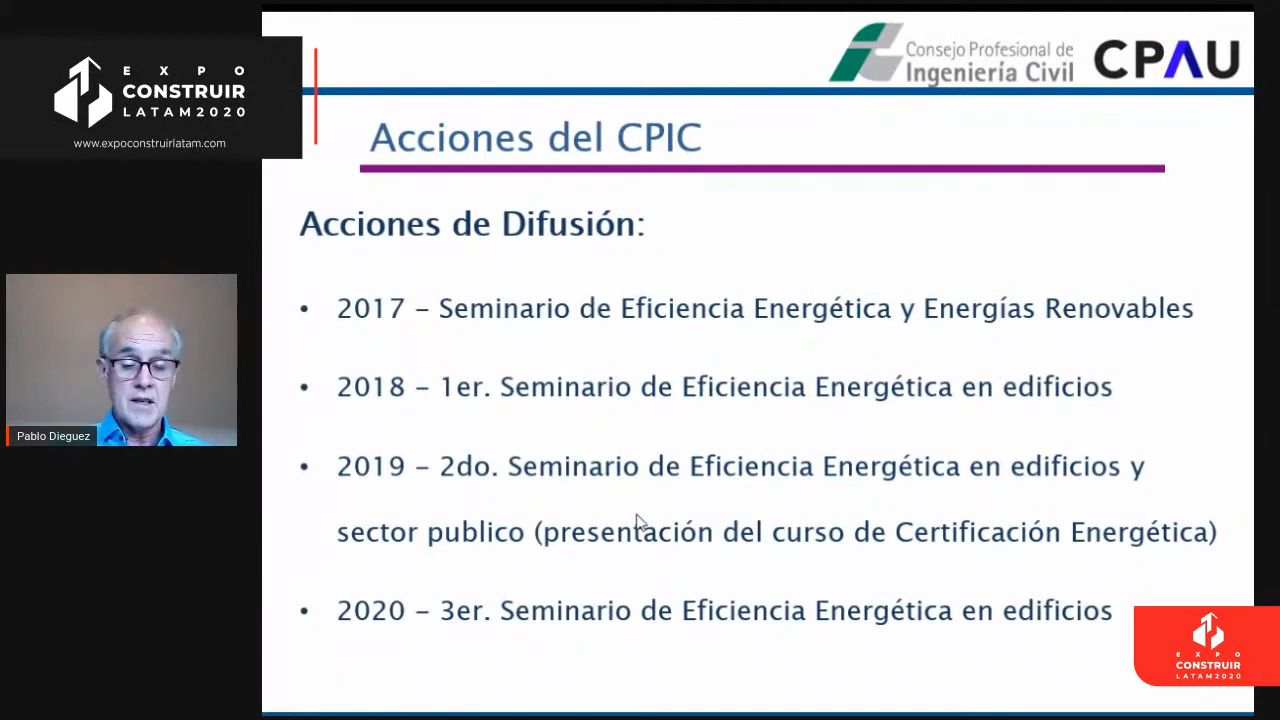 EXPO
CONSTRUIR
LATAM2020
www.expoconstruirlatam.com
Consejo Profesional de
Ingeniería Civil
CPAU
Acciones del CPIC
Acciones de Difusión:
• 2017 – Seminario de Eficiencia Energética y Energías Renovables
• 2018 – 1er. Seminario de Eficiencia Energética en edificios
• 2019 – 2do. Seminario de Eficiencia Energética en edificios y
sector publico (presentación del curso de Certificación Energética)
• 2020 – 3er. Seminario de Eficiencia Energética en edificios
Pablo Dieguez
EXPO
CONSTRUIR
LATAM2020